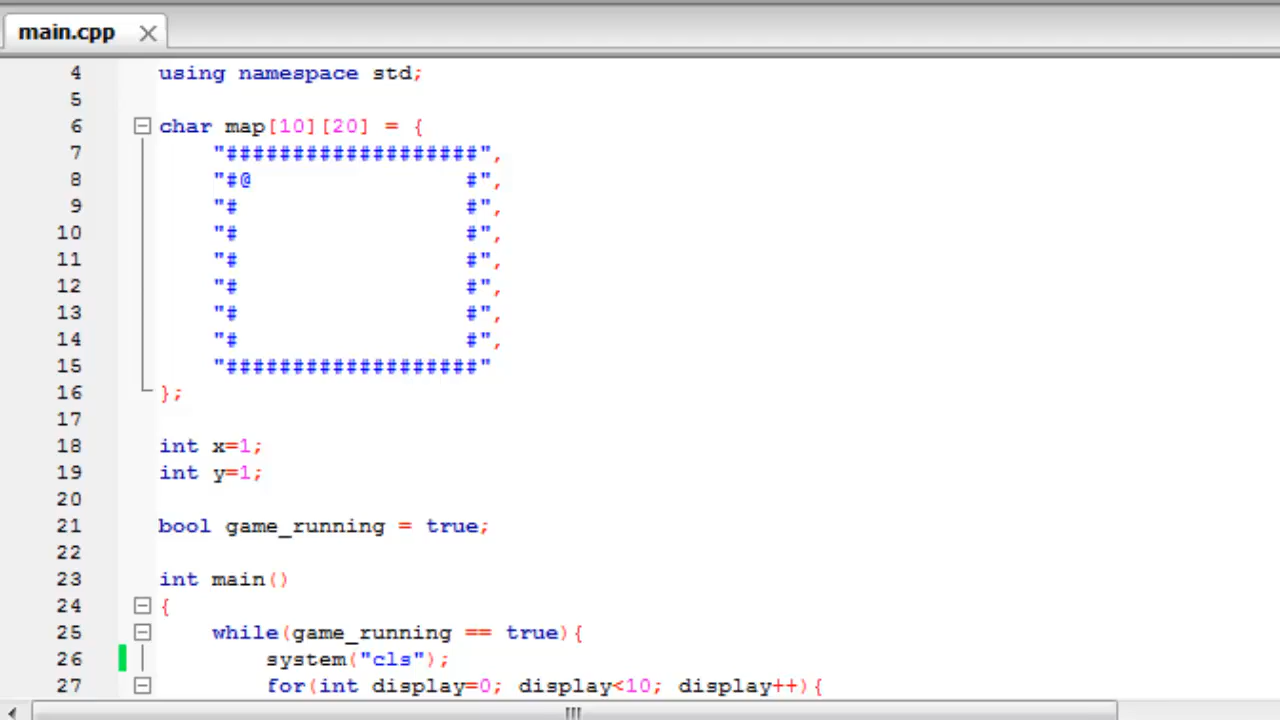 main.cpp
4 using namespace std;
5
6 char map[10][20] = {
7 "###################",
8 "#@                #",
9 "#                 #",
10 "#                 #",
11 "#                 #",
12 "#                 #",
13 "#                 #",
14 "#                 #",
15 "###################"
16 };
17
18 int x=1;
19 int y=1;
20
21 bool game_running = true;
22
23 int main()
24 {
25 while(game_running == true){
26 system("cls");
27 for(int display=0; display<10; display++){